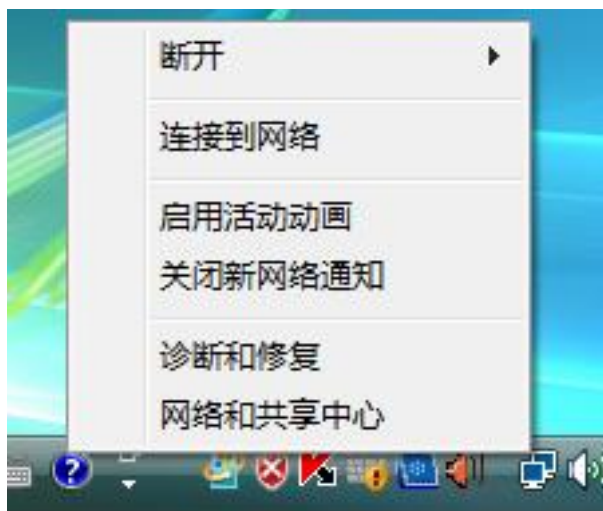 断开
连接到网络
启用活动动画
关闭新网络通知
诊断和修复
网络和共享中心